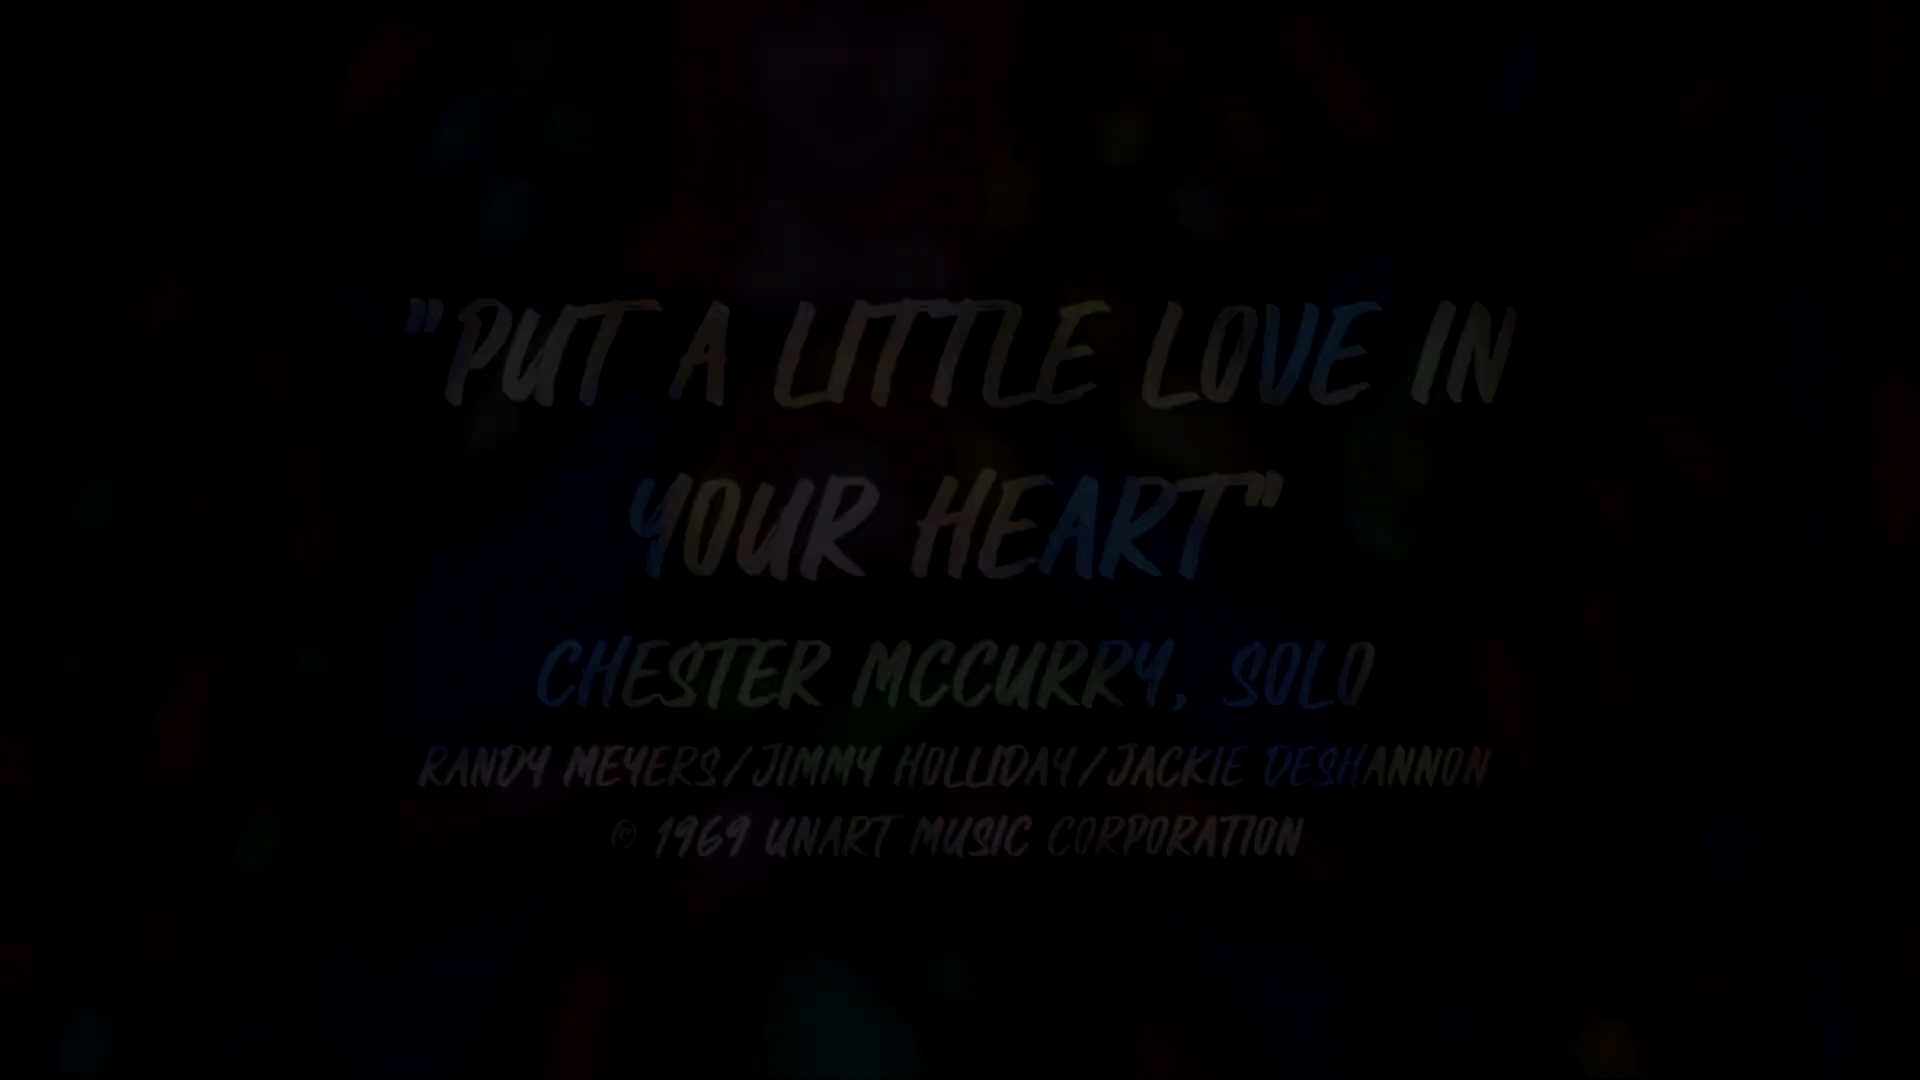 "PUT A LITTLE LOVE IN
YOUR HEART"
CHESTER MCCURRY, SOLO
RANDY MEYERS/JIMMY HOLLIDAY/JACKIE DESHANNON
© 1969 UNART MUSIC CORPORATION